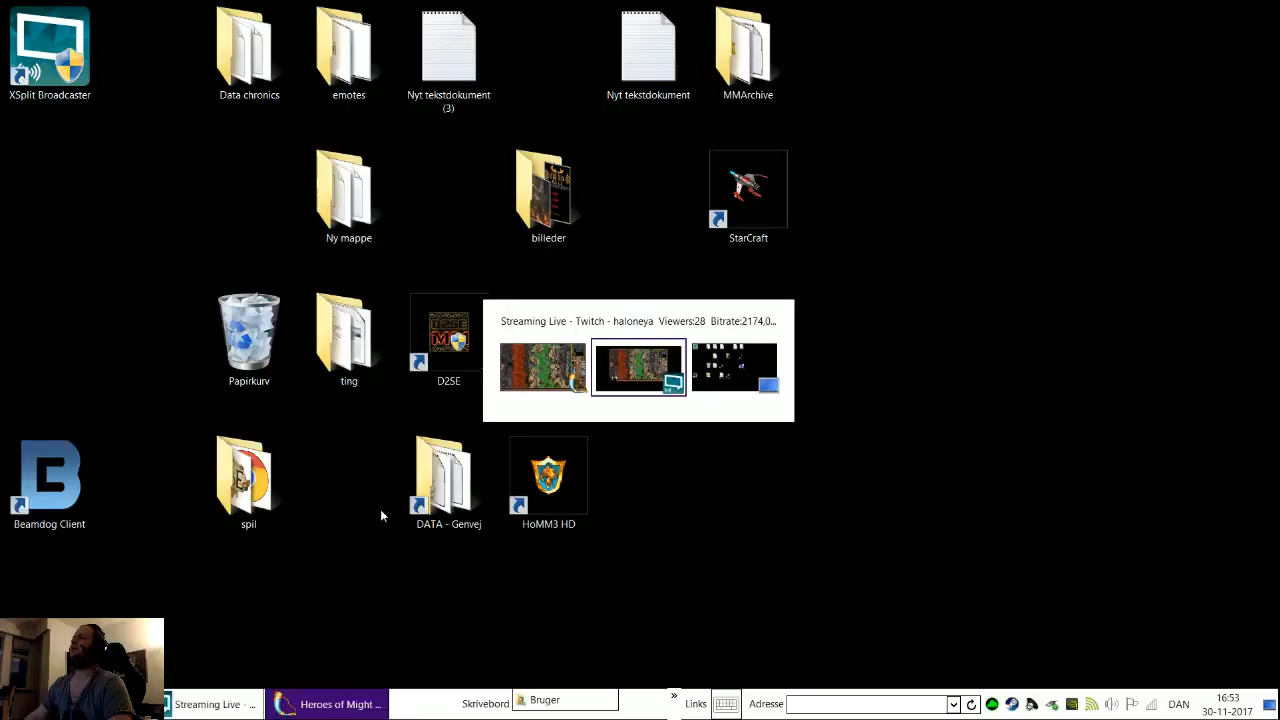 XSplit Broadcaster
Data chronics
emotes
Nyt tekstdokument
(3)
Nyt tekstdokument
MMArchive
Ny mappe
billeder
StarCraft
Papirkurv
ting
D2SE
Streaming Live - Twitch - haloneya Viewers:28 Bitrate:2174,0...
Beamdog Client
spil
DATA - Genvej
HoMM3 HD
Streaming Live - ...
Heroes of Might ...
Skrivebord
Bruger
»
Links
Adresse
DAN
16:53
30-11-2017